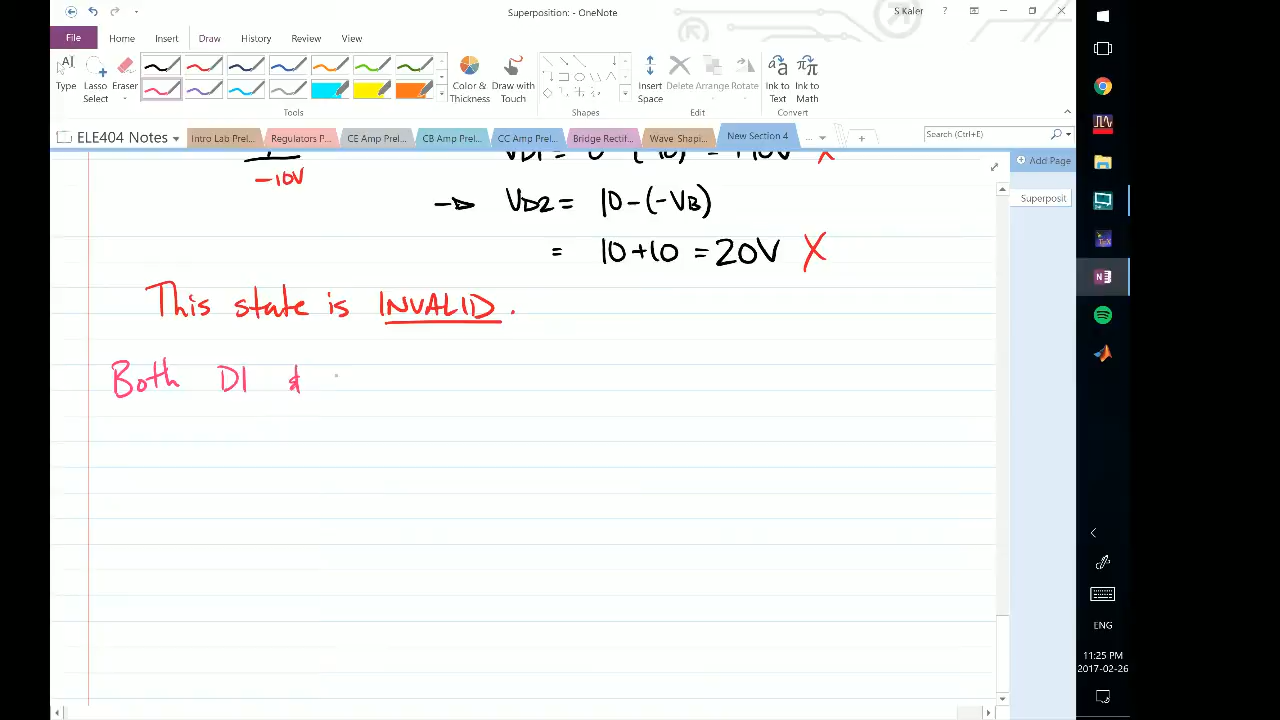 Superposition: - OneNote
S Kaler
?
File Home Insert Draw History Review View
Type
Lasso Select
Eraser
Color & Thickness
Draw with Touch
Insert Space
Delete
Arrange
Rotate
Ink to Text
Ink to Math
Tools
Shapes
Edit
Convert
ELE404 Notes
Intro Lab Prel...
Regulators P...
CE Amp Prel...
CB Amp Prel...
CC Amp Prel...
Bridge Rectifi...
Wave Shapi...
New Section 4
Search (Ctrl+E)
Add Page
Superposit
-10V
VD2 = 10-(-VB)
= 10+10 = 20V X
This state is INVALID.
Both D1 &
ENG
11:25 PM
2017-02-26